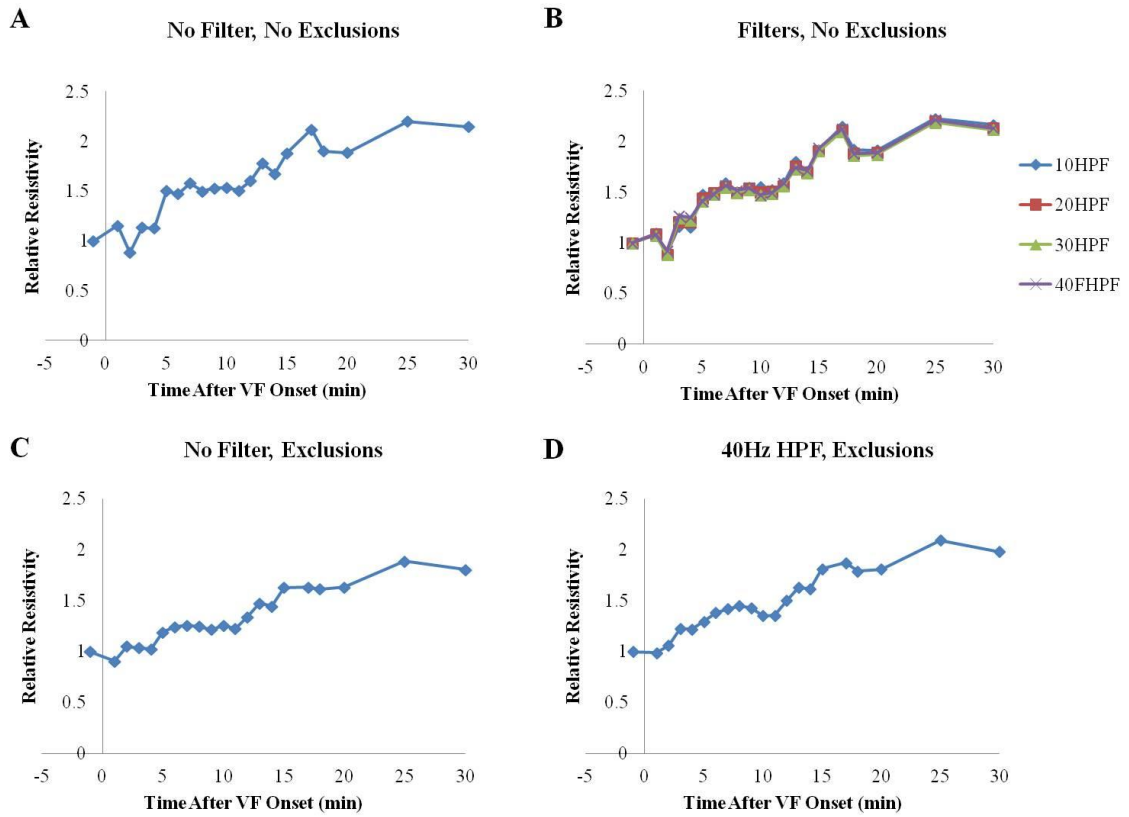 A
No Filter, No Exclusions
2.5
2
1.5
1
0.5
0
-5 0 5 10 15 20 25 30
Relative Resistivity
Time After VF Onset (min)
B
Filters, No Exclusions
2.5
2
1.5
1
0.5
0
-5 0 5 10 15 20 25 30
Relative Resistivity
Time After VF Onset (min)
10HPF
20HPF
30HPF
40FHPF
C
No Filter, Exclusions
2.5
2
1.5
1
0.5
0
-5 0 5 10 15 20 25 30
Relative Resistivity
Time After VF Onset (min)
D
40Hz HPF, Exclusions
2.5
2
1.5
1
0.5
0
-5 0 5 10 15 20 25 30
Relative Resistivity
Time After VF Onset (min)